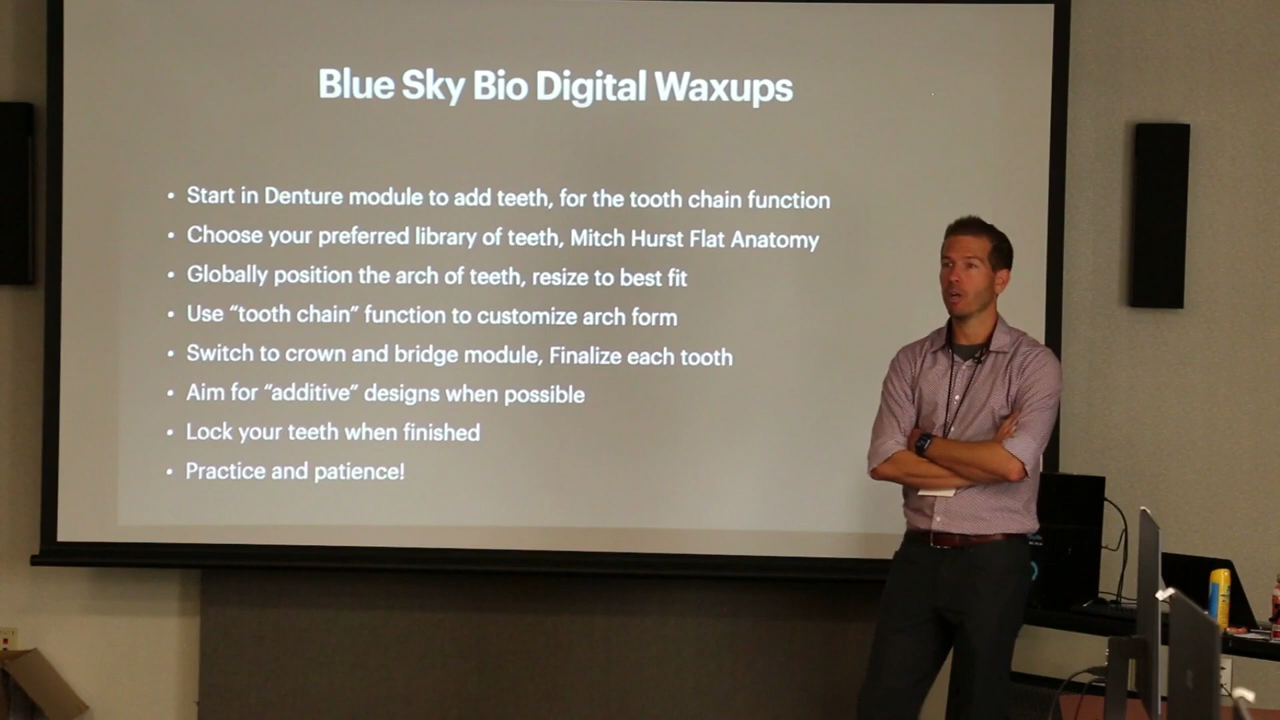 Blue Sky Bio Digital Waxups
• Start in Denture module to add teeth, for the tooth chain function
• Choose your preferred library of teeth, Mitch Hurst Flat Anatomy
• Globally position the arch of teeth, resize to best fit
• Use “tooth chain” function to customize arch form
• Switch to crown and bridge module, Finalize each tooth
• Aim for “additive” designs when possible
• Lock your teeth when finished
• Practice and patience!